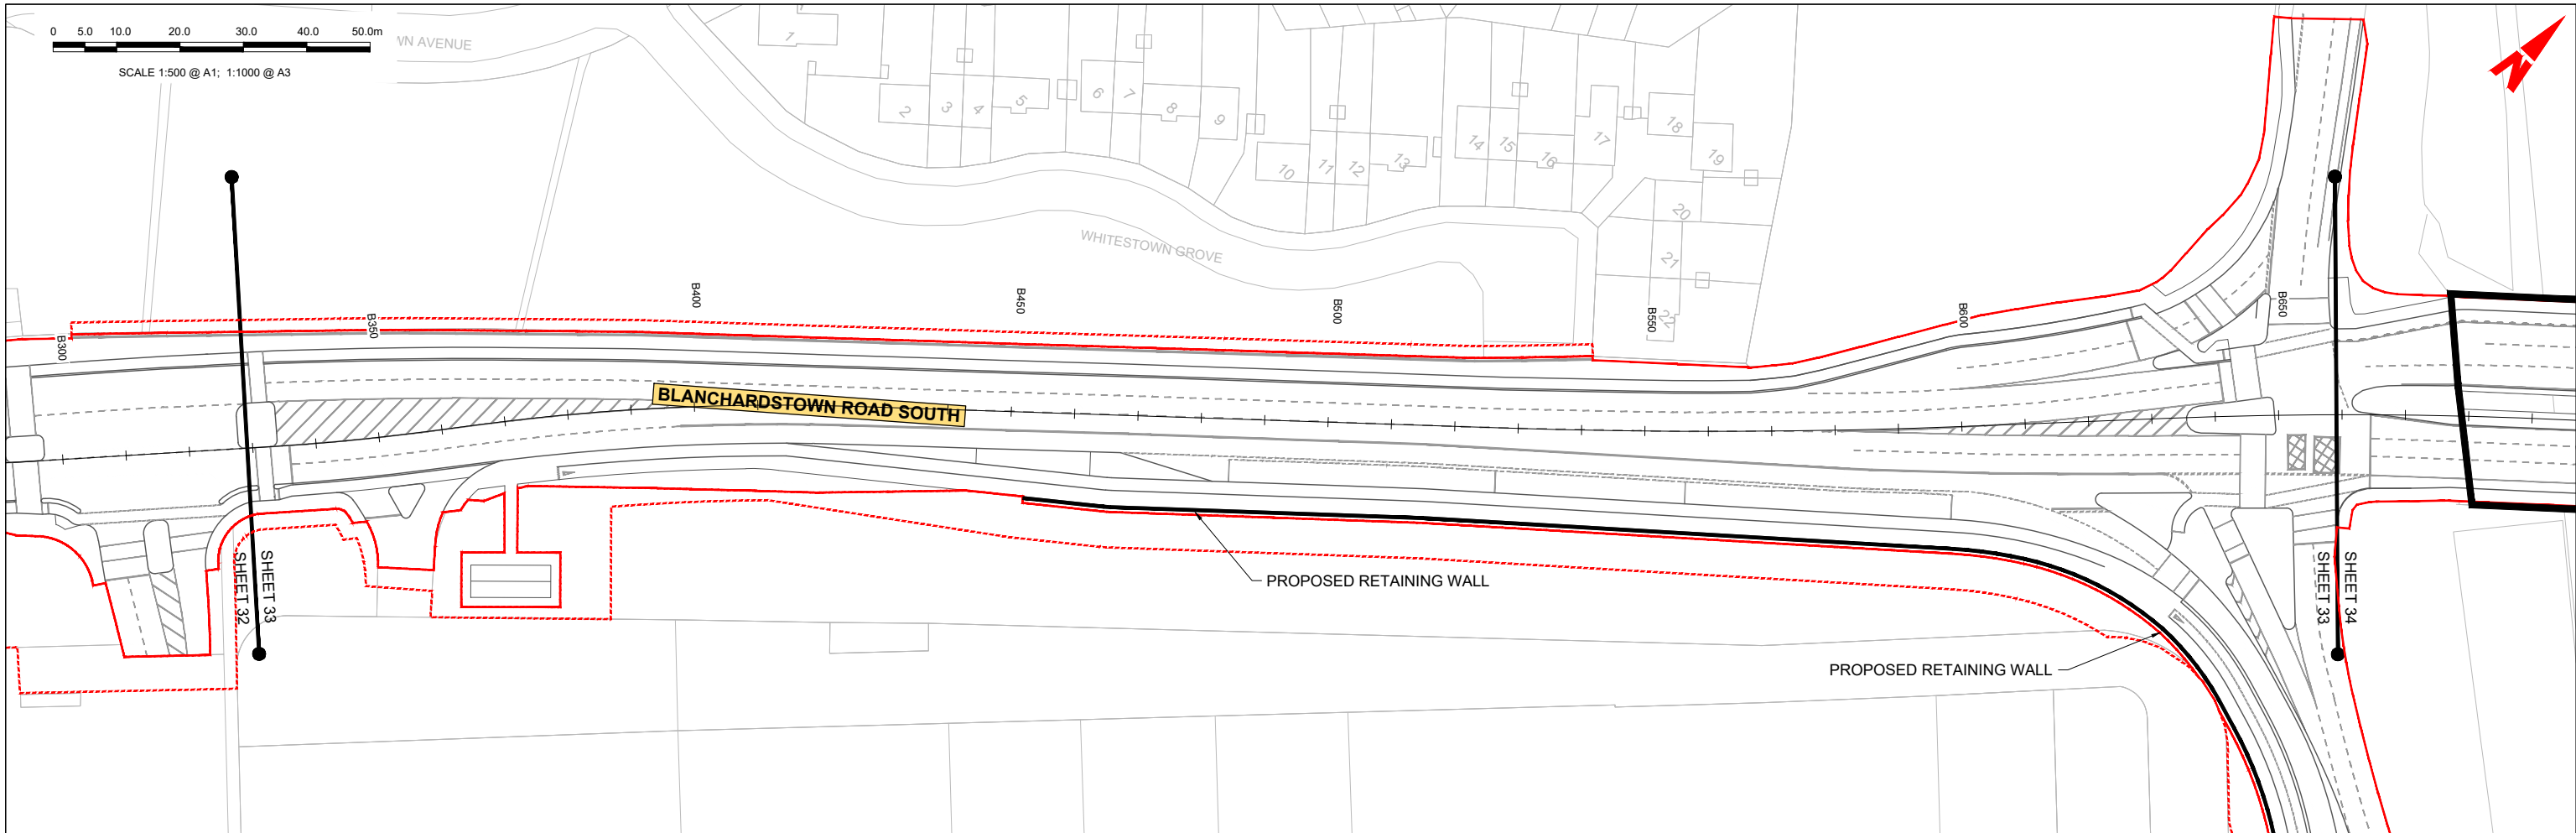 0 5.0 10.0 20.0 30.0 40.0 50.0m
SCALE 1:500 @ A1; 1:1000 @ A3
WN AVENUE
1
2
3
4
5
6
7
8
9
10
11
12
13
14
15
16
17
18
19
20
21
22
WHITESTOWN GROVE
B300
B350
B400
B450
B500
B550
B600
B650
BLANCHARDSTOWN ROAD SOUTH
SHEET 33
SHEET 32
PROPOSED RETAINING WALL
PROPOSED RETAINING WALL
SHEET 34
SHEET 33
N